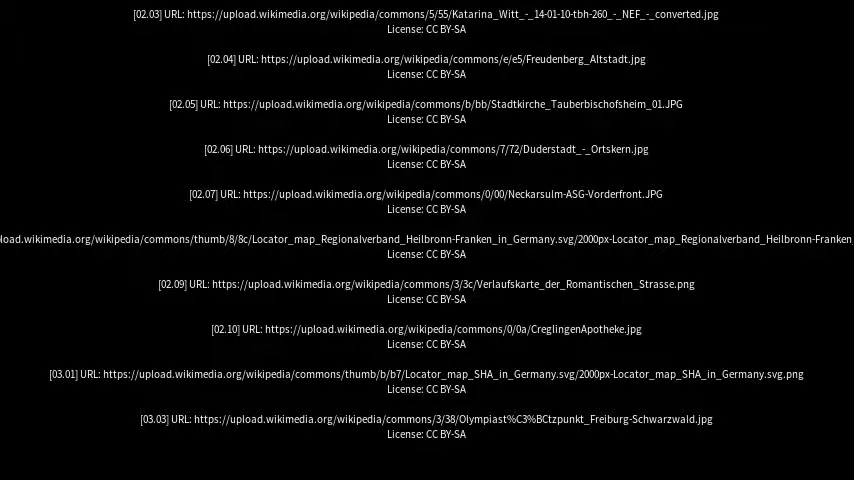 [02.03] URL: https://upload.wikimedia.org/wikipedia/commons/5/55/Katarina_Witt_-_14-01-10-tbh-260_-_NEF_-_converted.jpg
License: CC BY-SA
[02.04] URL: https://upload.wikimedia.org/wikipedia/commons/e/e5/Freudenberg_Altstadt.jpg
License: CC BY-SA
[02.05] URL: https://upload.wikimedia.org/wikipedia/commons/b/bb/Stadtkirche_Tauberbischofsheim_01.JPG
License: CC BY-SA
[02.06] URL: https://upload.wikimedia.org/wikipedia/commons/7/72/Duderstadt_-_Ortskern.jpg
License: CC BY-SA
[02.07] URL: https://upload.wikimedia.org/wikipedia/commons/0/00/Neckarsulm-ASG-Vorderfront.JPG
License: CC BY-SA
load.wikimedia.org/wikipedia/commons/thumb/8/8c/Locator_map_Regionalverband_Heilbronn-Franken_in_Germany.svg/2000px-Locator_map_Regionalverband_Heilbronn-Franken_
License: CC BY-SA
[02.09] URL: https://upload.wikimedia.org/wikipedia/commons/3/3c/Verlaufskarte_der_Romantischen_Strasse.png
License: CC BY-SA
[02.10] URL: https://upload.wikimedia.org/wikipedia/commons/0/0a/CreglingenApotheke.jpg
License: CC BY-SA
[03.01] URL: https://upload.wikimedia.org/wikipedia/commons/thumb/b/b7/Locator_map_SHA_in_Germany.svg/2000px-Locator_map_SHA_in_Germany.svg.png
License: CC BY-SA
[03.03] URL: https://upload.wikimedia.org/wikipedia/commons/3/38/Olympiast%C3%BCtzpunkt_Freiburg-Schwarzwald.jpg
License: CC BY-SA